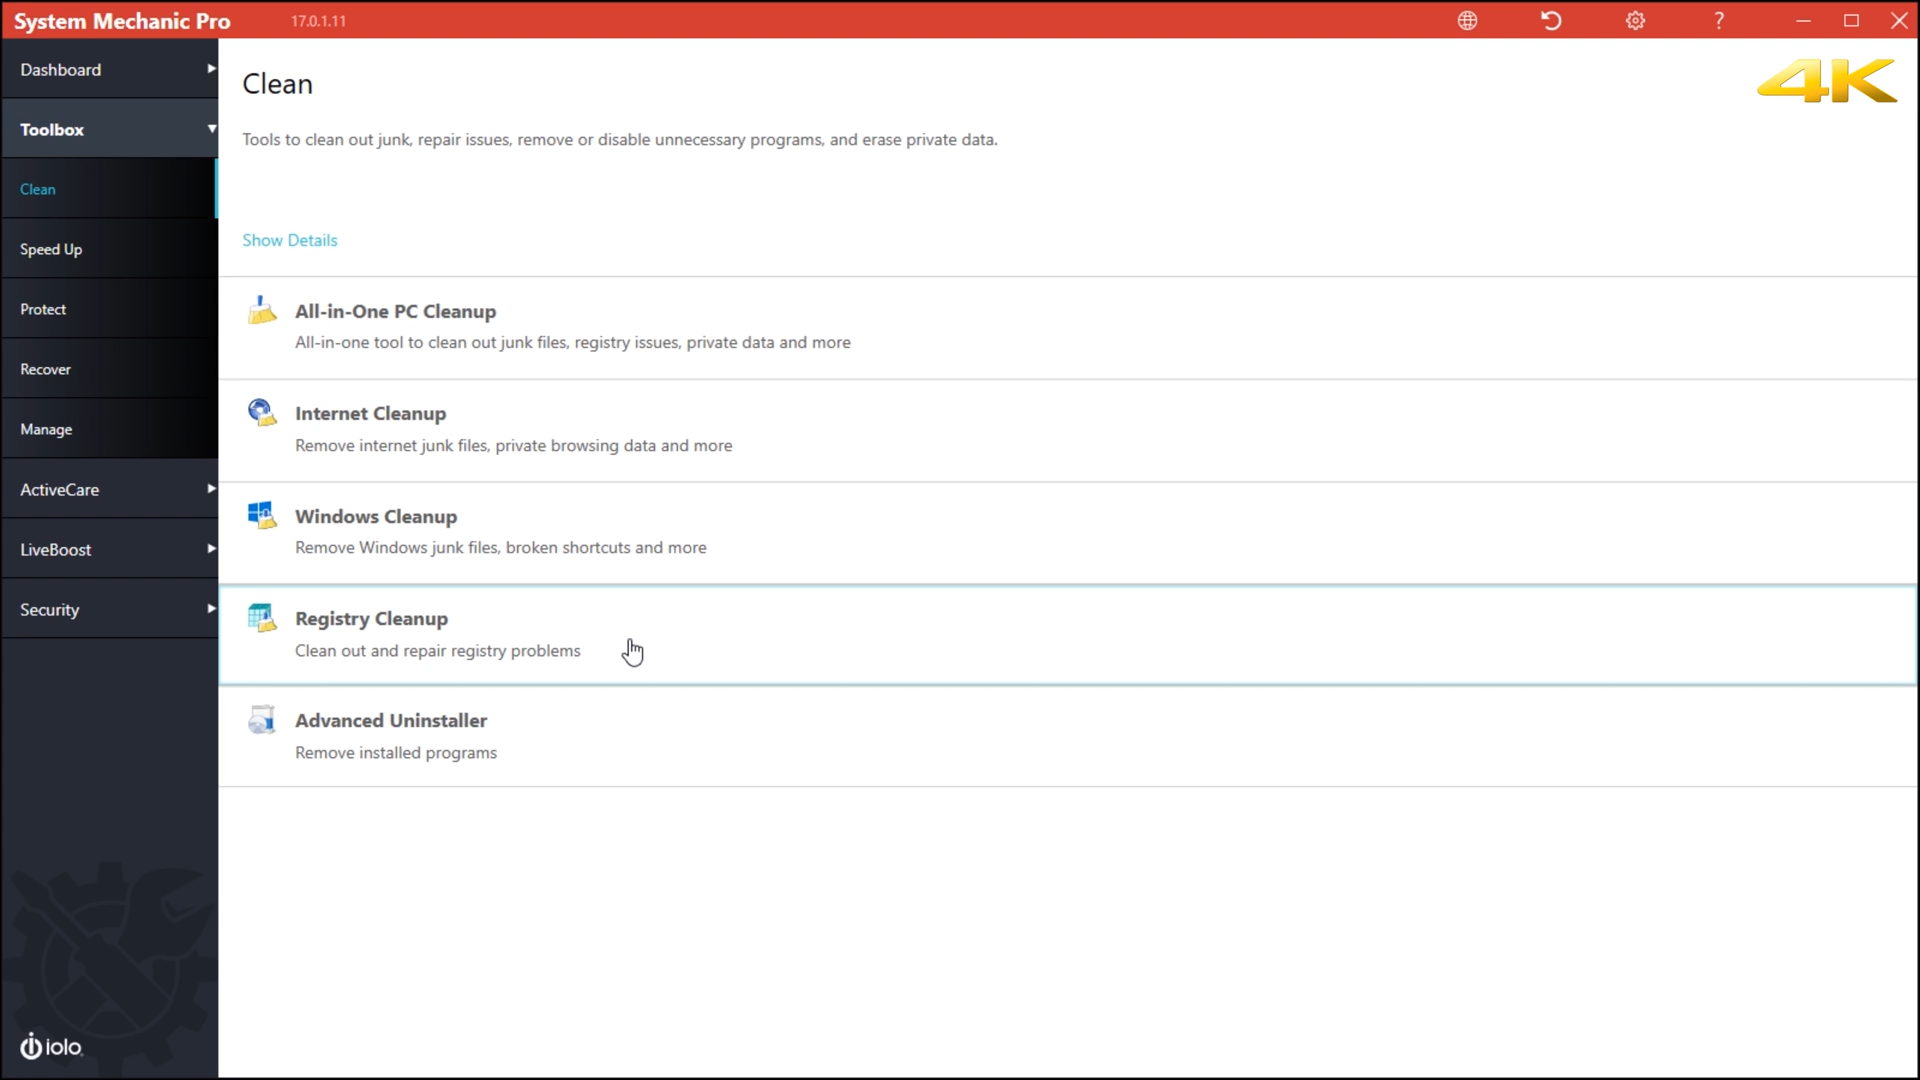 System Mechanic Pro 17.0.1.11 ?
Dashboard
Toolbox
Clean
Speed Up
Protect
Recover
Manage
ActiveCare
LiveBoost
Security
iolo
Clean
4K
Tools to clean out junk, repair issues, remove or disable unnecessary programs, and erase private data.
Show Details
All-in-One PC Cleanup
All-in-one tool to clean out junk files, registry issues, private data and more
Internet Cleanup
Remove internet junk files, private browsing data and more
Windows Cleanup
Remove Windows junk files, broken shortcuts and more
Registry Cleanup
Clean out and repair registry problems
Advanced Uninstaller
Remove installed programs